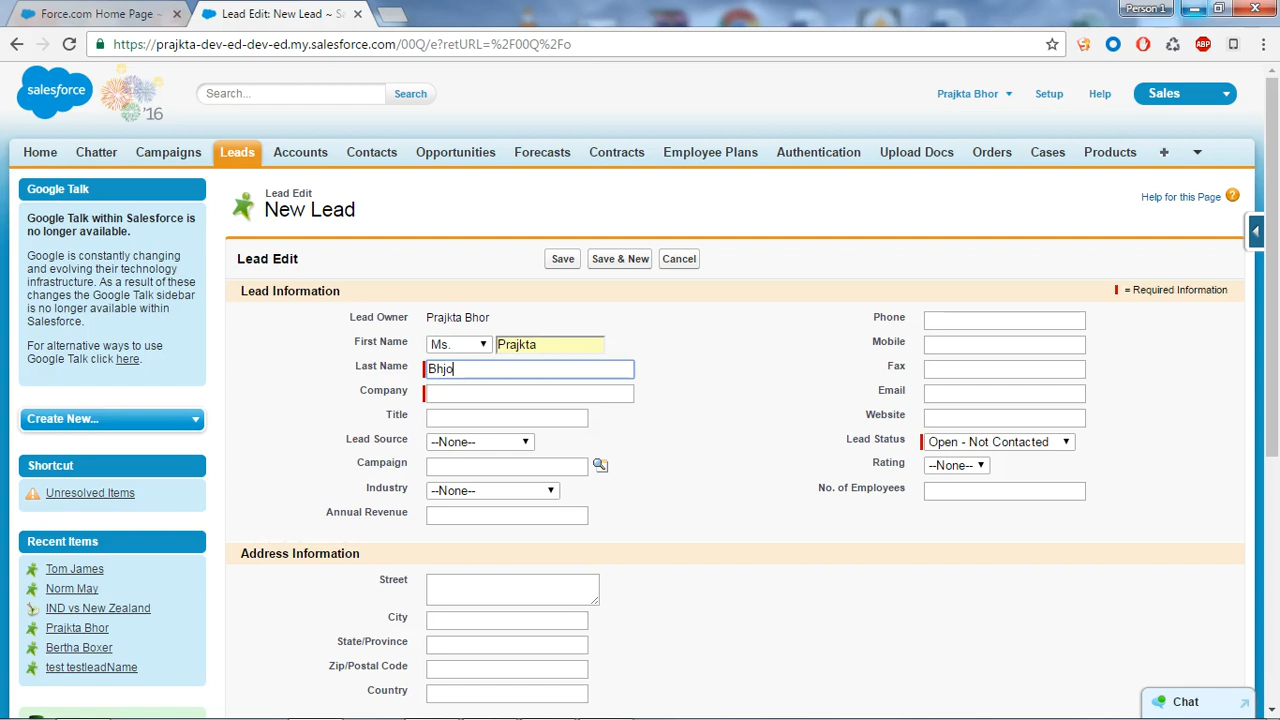 Person 1
Force.com Home Page ~
Lead Edit: New Lead ~ Sa
https://prajkta-dev-ed-dev-ed.my.salesforce.com/00Q/e?retURL=%2F00Q%2Fo
ABP
salesforce
'16
Search...
Search
Prajkta Bhor
Setup
Help
Sales
Home
Chatter
Campaigns
Leads
Accounts
Contacts
Opportunities
Forecasts
Contracts
Employee Plans
Authentication
Upload Docs
Orders
Cases
Products
+
Google Talk
Google Talk within Salesforce is
no longer available.
Google is constantly changing
and evolving their technology
infrastructure. As a result of these
changes the Google Talk sidebar
is no longer available within
Salesforce.
For alternative ways to use
Google Talk click here.
Create New...
Shortcut
Unresolved Items
Recent Items
Tom James
Norm May
IND vs New Zealand
Prajkta Bhor
Bertha Boxer
test testleadName
Lead Edit
New Lead
Help for this Page ?
Lead Edit
Save
Save & New
Cancel
Lead Information
= Required Information
Lead Owner Prajkta Bhor
First Name Ms. Prajkta
Last Name Bhjo
Company
Title
Lead Source --None--
Campaign
Industry --None--
Annual Revenue
Phone
Mobile
Fax
Email
Website
Lead Status Open - Not Contacted
Rating --None--
No. of Employees
Address Information
Street
City
State/Province
Zip/Postal Code
Country
Chat